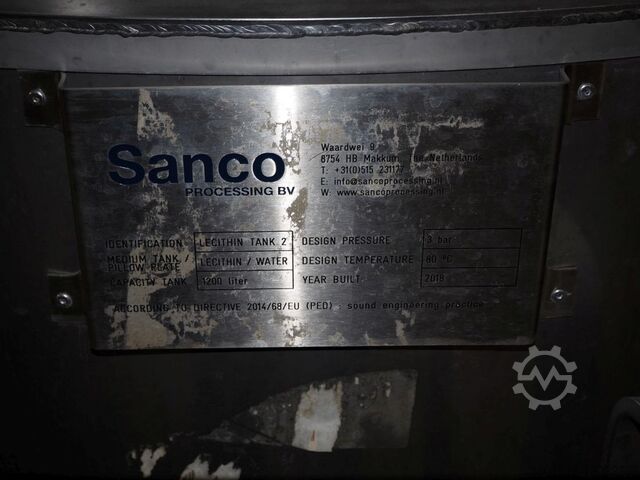 Sanco
PROCESSING BV
Waardwei 9
8754 HB Makkum, The Netherlands
T: +31(0)515 231177
E: info@sancoprocessing.nl
W: www.sancoprocessing.nl
IDENTIFICATION LECITHIN TANK 2 DESIGN PRESSURE 3 bar
MEDIUM TANK / PILLOW PLATE LECITHIN / WATER DESIGN TEMPERATURE 80 ºC
CAPACITY TANK 1200 liter YEAR BUILT 2018
ACCORDING TO DIRECTIVE 2014/68/EU (PED): sound engineering practice